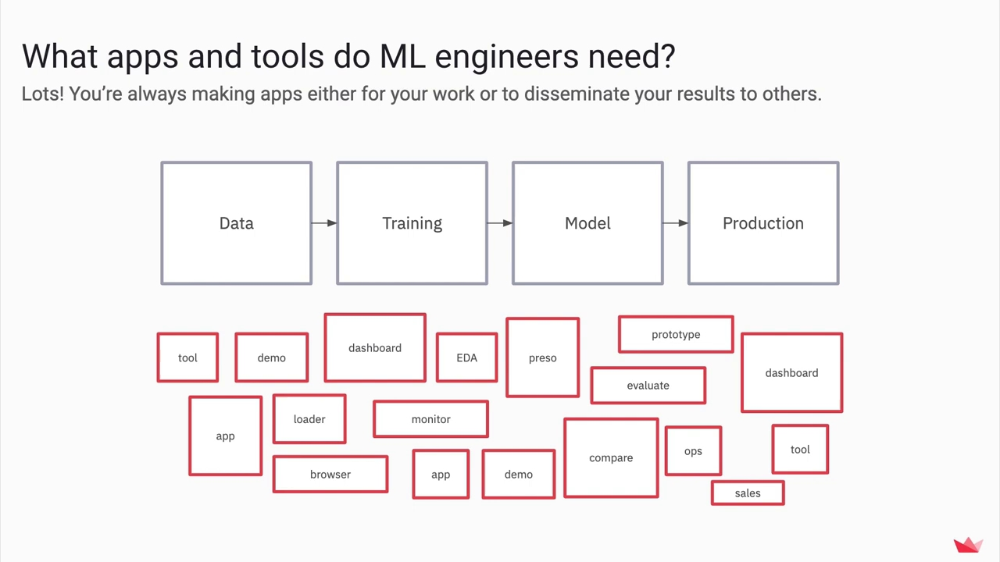 What apps and tools do ML engineers need?
Lots! You’re always making apps either for your work or to disseminate your results to others.
Data
Training
Model
Production
tool
demo
dashboard
EDA
preso
prototype
evaluate
dashboard
app
loader
monitor
browser
app
demo
compare
ops
tool
sales